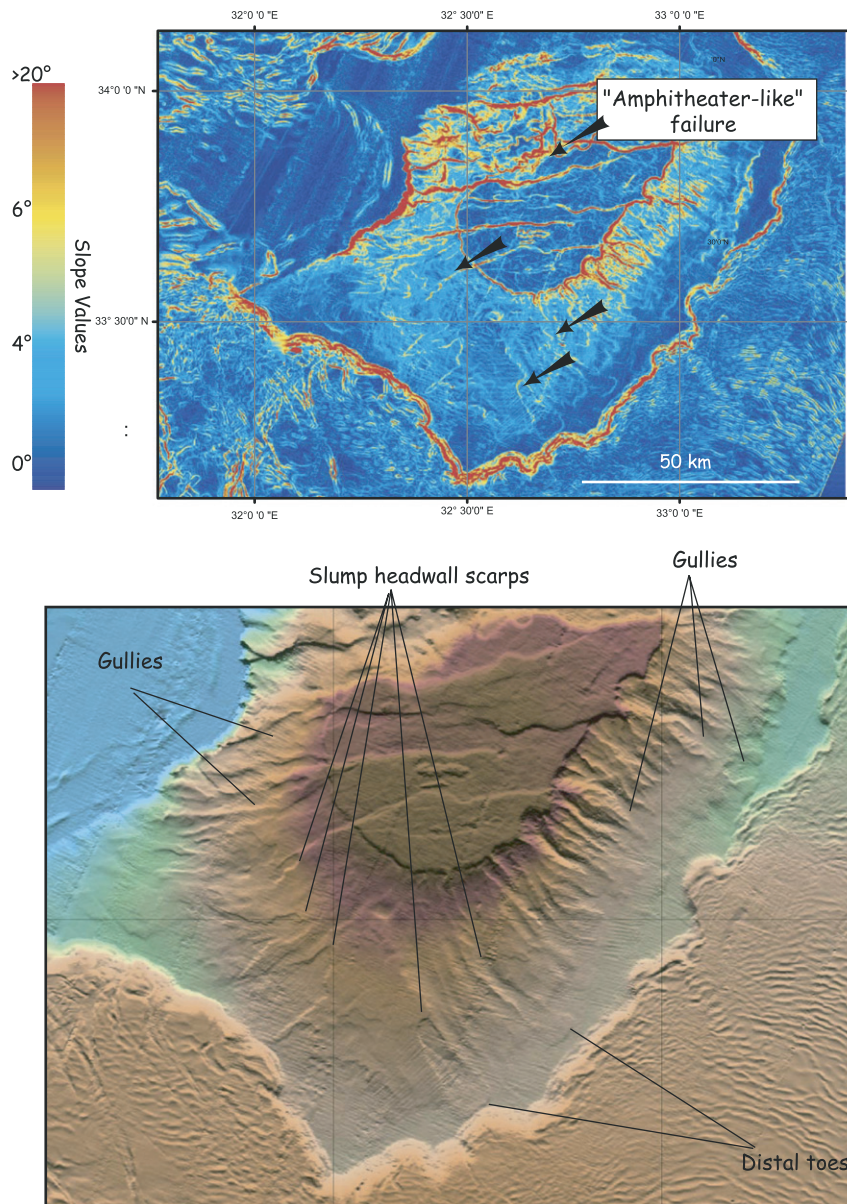 32°0 '0 "E
32° 30'0" E
33° 0'0"E
>20°
6°
4°
0°
Slope Values
:
34°0 '0 "N
33° 30'0" N
"Amphitheater-like"
failure
50 km
32°0 '0 "E
32° 30'0" E
33°0 '0"E
Slump headwall scarps
Gullies
Gullies
Distal toes